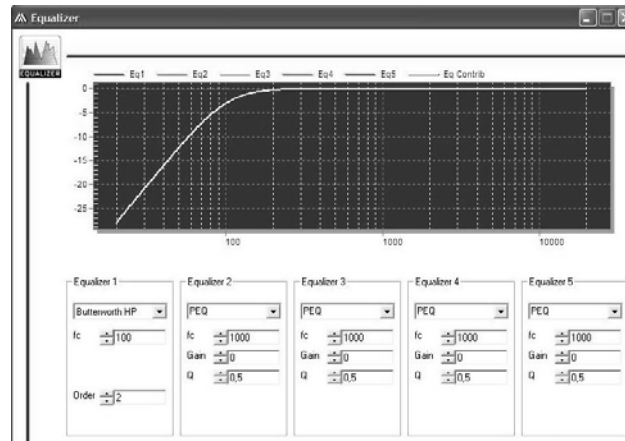 Equalizer
EQUALIZER
Eq1 Eq2 Eq3 Eq4 Eq5 Eq Contrib
0
-5
-10
-15
-20
-25
100 1000 10000
Equalizer 1 Equalizer 2 Equalizer 3 Equalizer 4 Equalizer 5
Butterworth HP PEQ PEQ PEQ PEQ
fc 100 fc 1000 fc 1000 fc 1000 fc 1000
Gain 0 Gain 0 Gain 0 Gain 0
Q 0,5 Q 0,5 Q 0,5 Q 0,5
Order 2